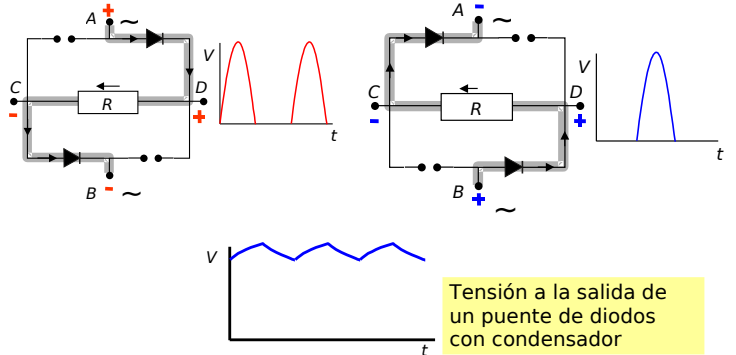 A
+
~
C
-
R
D
+
B
-
~
V
t
A
-
~
C
-
R
D
+
B
+
~
V
t
V
t
Tensión a la salida de
un puente de diodos
con condensador